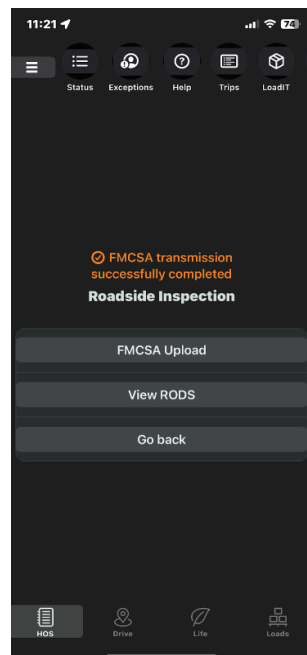 11:21
74
Status Exceptions Help Trips LoadIT
FMCSA transmission
successfully completed
Roadside Inspection
FMCSA Upload
View RODS
Go back
HOS Drive Life Loads